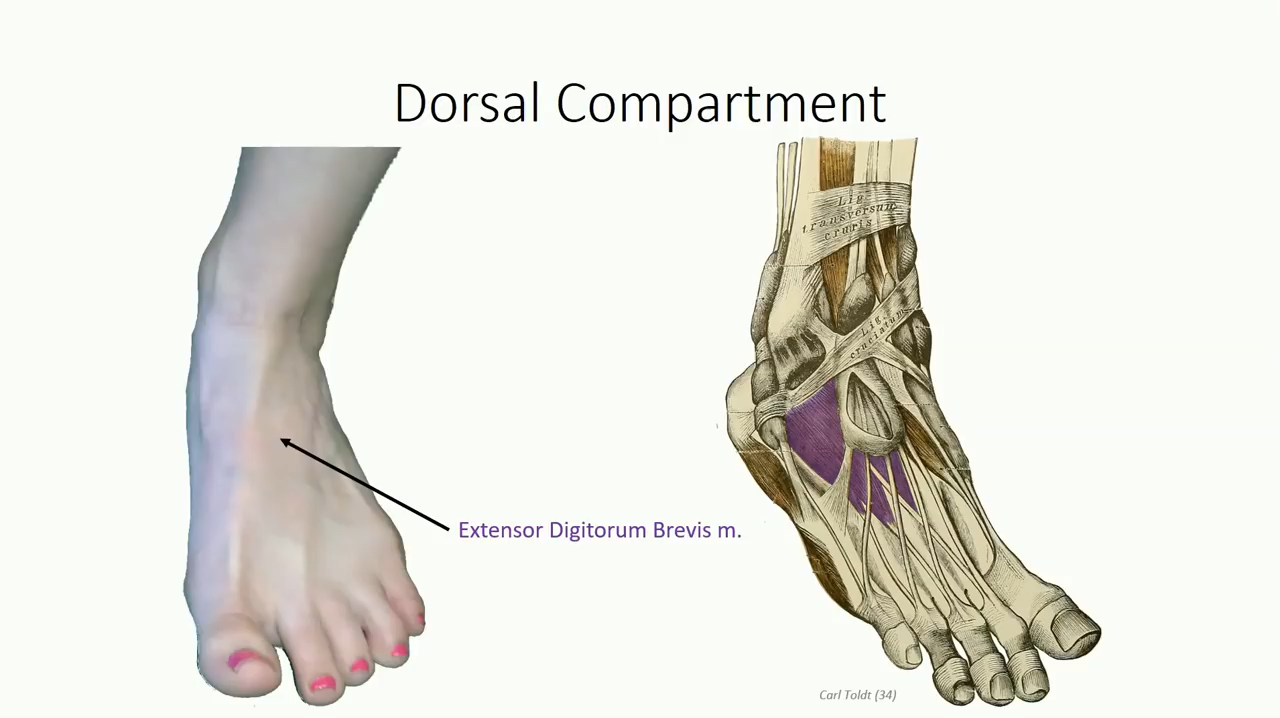 Dorsal Compartment
Lig.
transversum
cruris
Lig.
cruciatum
Extensor Digitorum Brevis m.
Carl Toldt (34)